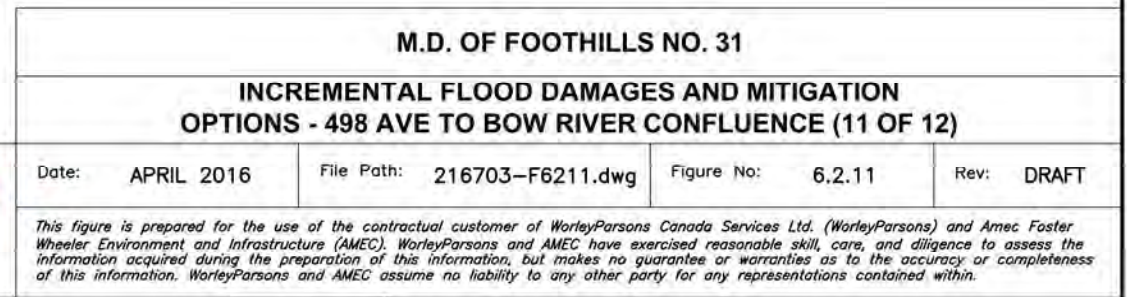 M.D. OF FOOTHILLS NO. 31
INCREMENTAL FLOOD DAMAGES AND MITIGATION
OPTIONS - 498 AVE TO BOW RIVER CONFLUENCE (11 OF 12)
Date: APRIL 2016 File Path: 216703-F6211.dwg Figure No: 6.2.11 Rev: DRAFT
This figure is prepared for the use of the contractual customer of WorleyParsons Canada Services Ltd. (WorleyParsons) and Amec Foster
Wheeler Environment and Infrastructure (AMEC). WorleyParsons and AMEC have exercised reasonable skill, care, and diligence to assess the
information acquired during the preparation of this information, but makes no guarantee or warranties as to the accuracy or completeness
of this information. WorleyParsons and AMEC assume no liability to any other party for any representations contained within.